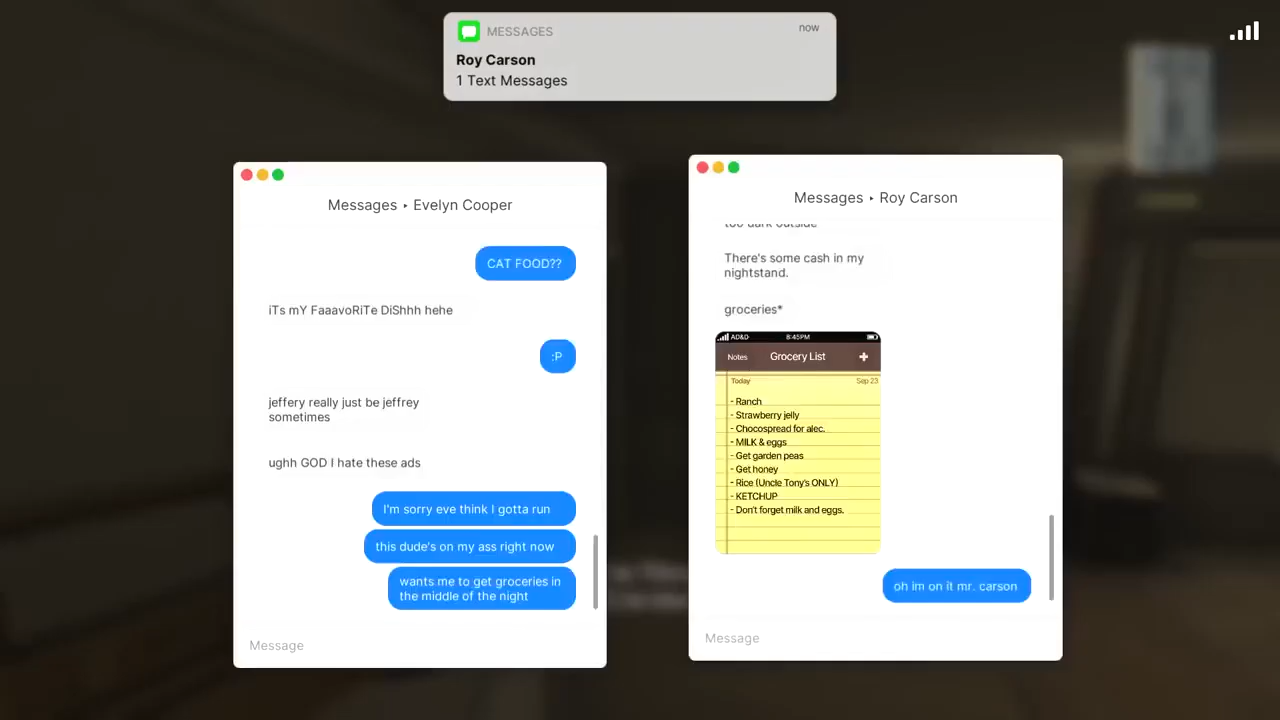 MESSAGES
now
Roy Carson
1 Text Messages
Messages ▸ Evelyn Cooper
CAT FOOD??
iTs mY FaaavoRiTe DiShhh hehe
:P
jeffery really just be jeffrey
sometimes
ughh GOD I hate these ads
I'm sorry eve think I gotta run
this dude's on my ass right now
wants me to get groceries in
the middle of the night
Message
Messages ▸ Roy Carson
too dark outside
There's some cash in my
nightstand.
groceries*
AD&D
8:45PM
Notes
Grocery List
+
Today
Sep 23
- Ranch
- Strawberry jelly
- Chocospread for alec.
- MILK & eggs
- Get garden peas
- Get honey
- Rice (Uncle Tony's ONLY)
- KETCHUP
- Don't forget milk and eggs.
oh im on it mr. carson
Message